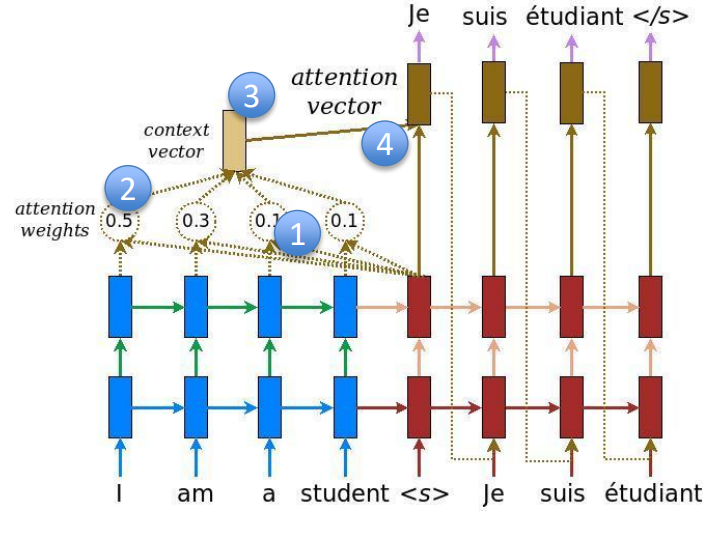 Je suis étudiant </s>
attention
vector
3
context
vector
4
2
attention
weights
0.5 0.3 0.1 0.1
1
I am a student <s> Je suis étudiant